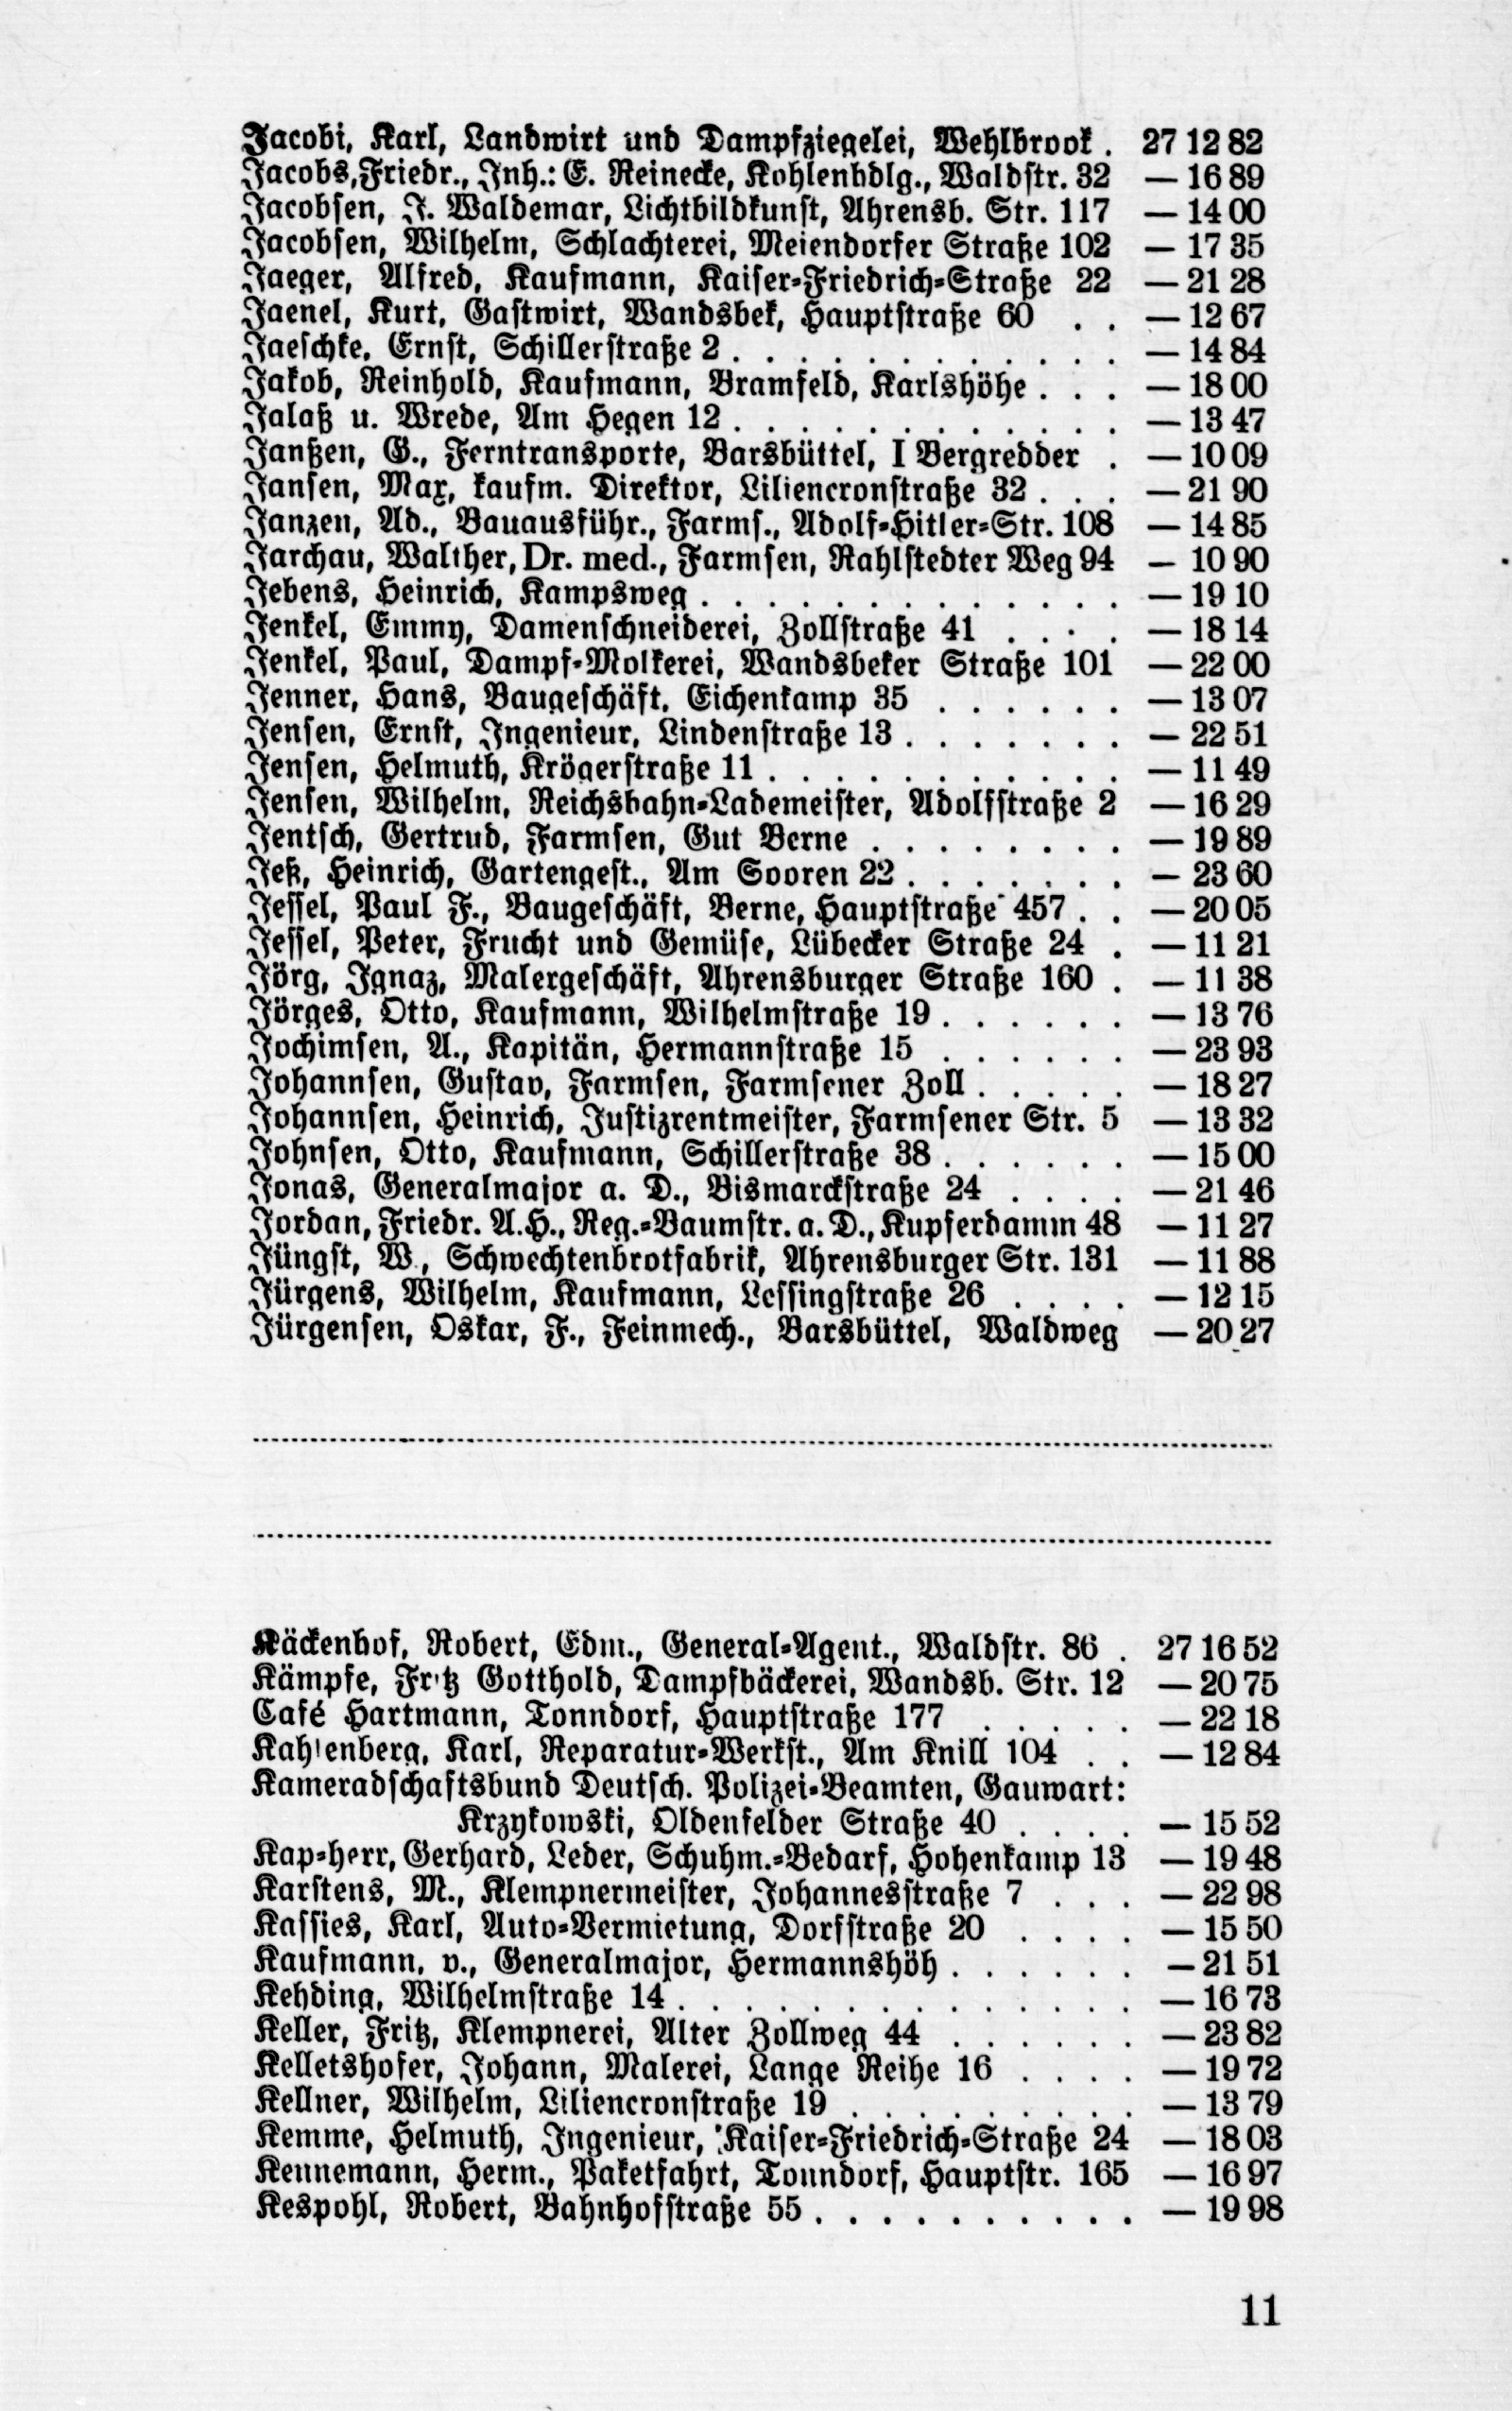 Jacobi, Karl, Landwirt und Dampfziegelei, Wehlbrook . 27 12 82
Jacobs, Friedr., Inh.: E. Reinecke, Kohlenhdlg., Waldstr. 32 — 16 89
Jacobsen, J. Waldemar, Lichtbildkunst, Ahrensb. Str. 117 — 14 00
Jacobsen, Wilhelm, Schlachterei, Meiendorfer Straße 102 — 17 35
Jaeger, Alfred, Kaufmann, Kaiser-Friedrich-Straße 22 — 21 28
Jaenel, Kurt, Gastwirt, Wandsbek, Hauptstraße 60 . . — 12 67
Jaeschke, Ernst, Schillerstraße 2 . . . . . . . . . . . . — 14 84
Jakob, Reinhold, Kaufmann, Bramfeld, Karlshöhe . . . — 18 00
Jalaß u. Wrede, Am Hegen 12 . . . . . . . . . . . . — 13 47
Janßen, G., Ferntransporte, Barsbüttel, I Bergredder . — 10 09
Jansen, Max, kaufm. Direktor, Liliencronstraße 32 . . . — 21 90
Janzen, Ad., Bauausführ., Farms., Adolf-Hitler-Str. 108 — 14 85
Jarchau, Walther, Dr. med., Farmsen, Rahlstedter Weg 94 — 10 90
Jebens, Heinrich, Kampsweg . . . . . . . . . . . . . — 19 10
Jenkel, Emmy, Damenschneiderei, Zollstraße 41 . . . . — 18 14
Jenkel, Paul, Dampf-Molkerei, Wandsbeker Straße 101 — 22 00
Jenner, Hans, Baugeschäft, Eichenkamp 35 . . . . . . — 13 07
Jensen, Ernst, Ingenieur, Lindenstraße 13 . . . . . . . — 22 51
Jensen, Helmuth, Krögerstraße 11 . . . . . . . . . . . — 11 49
Jensen, Wilhelm, Reichsbahn-Lademeister, Adolfstraße 2 — 16 29
Jentsch, Gertrud, Farmsen, Gut Berne . . . . . . . . — 19 89
Jeß, Heinrich, Gartengest., Am Sooren 22 . . . . . . . — 23 60
Jessel, Paul F., Baugeschäft, Berne, Hauptstraße 457 . . — 20 05
Jessel, Peter, Frucht und Gemüse, Lübecker Straße 24 . — 11 21
Jörg, Ignaz, Malergeschäft, Ahrensburger Straße 160 . — 11 38
Jörges, Otto, Kaufmann, Wilhelmstraße 19 . . . . . . — 13 76
Jochimsen, A., Kapitän, Hermannstraße 15 . . . . . . — 23 93
Johannsen, Gustav, Farmsen, Farmsener Zoll . . . . . — 18 27
Johannsen, Heinrich, Justizrentmeister, Farmsener Str. 5 — 13 32
Johnsen, Otto, Kaufmann, Schillerstraße 38 . . . . . . — 15 00
Jonas, Generalmajor a. D., Bismarckstraße 24 . . . . — 21 46
Jordan, Friedr. A. H., Reg.-Baumstr. a. D., Kupferdamm 48 — 11 27
Jüngst, W., Schwechtenbrotfabrik, Ahrensburger Str. 131 — 11 88
Jürgens, Wilhelm, Kaufmann, Lessingstraße 26 . . . . — 12 15
Jürgensen, Oskar, F., Feinmech., Barsbüttel, Waldweg — 20 27
Käckenhof, Robert, Edm., General-Agent., Waldstr. 86 . 27 16 52
Kämpfe, Fritz Gotthold, Dampfbäckerei, Wandsb. Str. 12 — 20 75
Café Hartmann, Tonndorf, Hauptstraße 177 . . . . . — 22 18
Kahlenberg, Karl, Reparatur-Werkst., Am Knill 104 . . — 12 84
Kameradschaftsbund Deutsch. Polizei-Beamten, Gauwart:
Krzykowski, Oldenfelder Straße 40 . . . . — 15 52
Kap-herr, Gerhard, Leder, Schuhm.-Bedarf, Hohenkamp 13 — 19 48
Karstens, M., Klempnermeister, Johannesstraße 7 . . . — 22 98
Kassies, Karl, Auto-Vermietung, Dorfstraße 20 . . . . — 15 50
Kaufmann, v., Generalmajor, Hermannshöh . . . . . . — 21 51
Kehding, Wilhelmstraße 14 . . . . . . . . . . . . . . — 16 73
Keller, Fritz, Klempnerei, Alter Zollweg 44 . . . . . . — 23 82
Kelletshofer, Johann, Malerei, Lange Reihe 16 . . . . — 19 72
Kellner, Wilhelm, Liliencronstraße 19 . . . . . . . . . — 13 79
Kemme, Helmuth, Ingenieur, Kaiser-Friedrich-Straße 24 — 18 03
Kennemann, Herm., Paketfahrt, Tonndorf, Hauptstr. 165 — 16 97
Kespohl, Robert, Bahnhofstraße 55 . . . . . . . . . . — 19 98
11